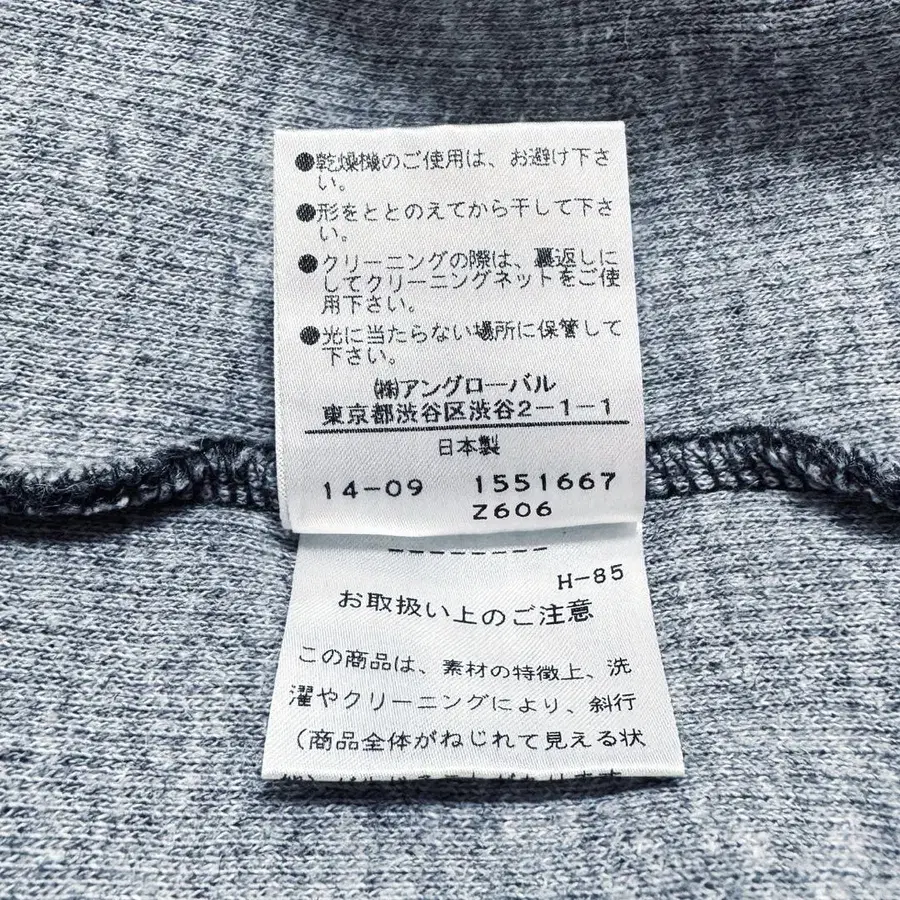 ●乾燥機のご使用は、お避け下さ
い。
●形をととのえてから干して下さ
い。
●クリーニングの際は、裏返しに
してクリーニングネットをご使
用下さい。
●光に当たらない場所に保管して
下さい。
㈱アングローバル
東京都渋谷区渋谷2-1-1
日本製
14-09 1551667
Z606
H-85
お取扱い上のご注意
この商品は、素材の特徴上、洗
濯やクリーニングにより、斜行
(商品全体がねじれて見える状